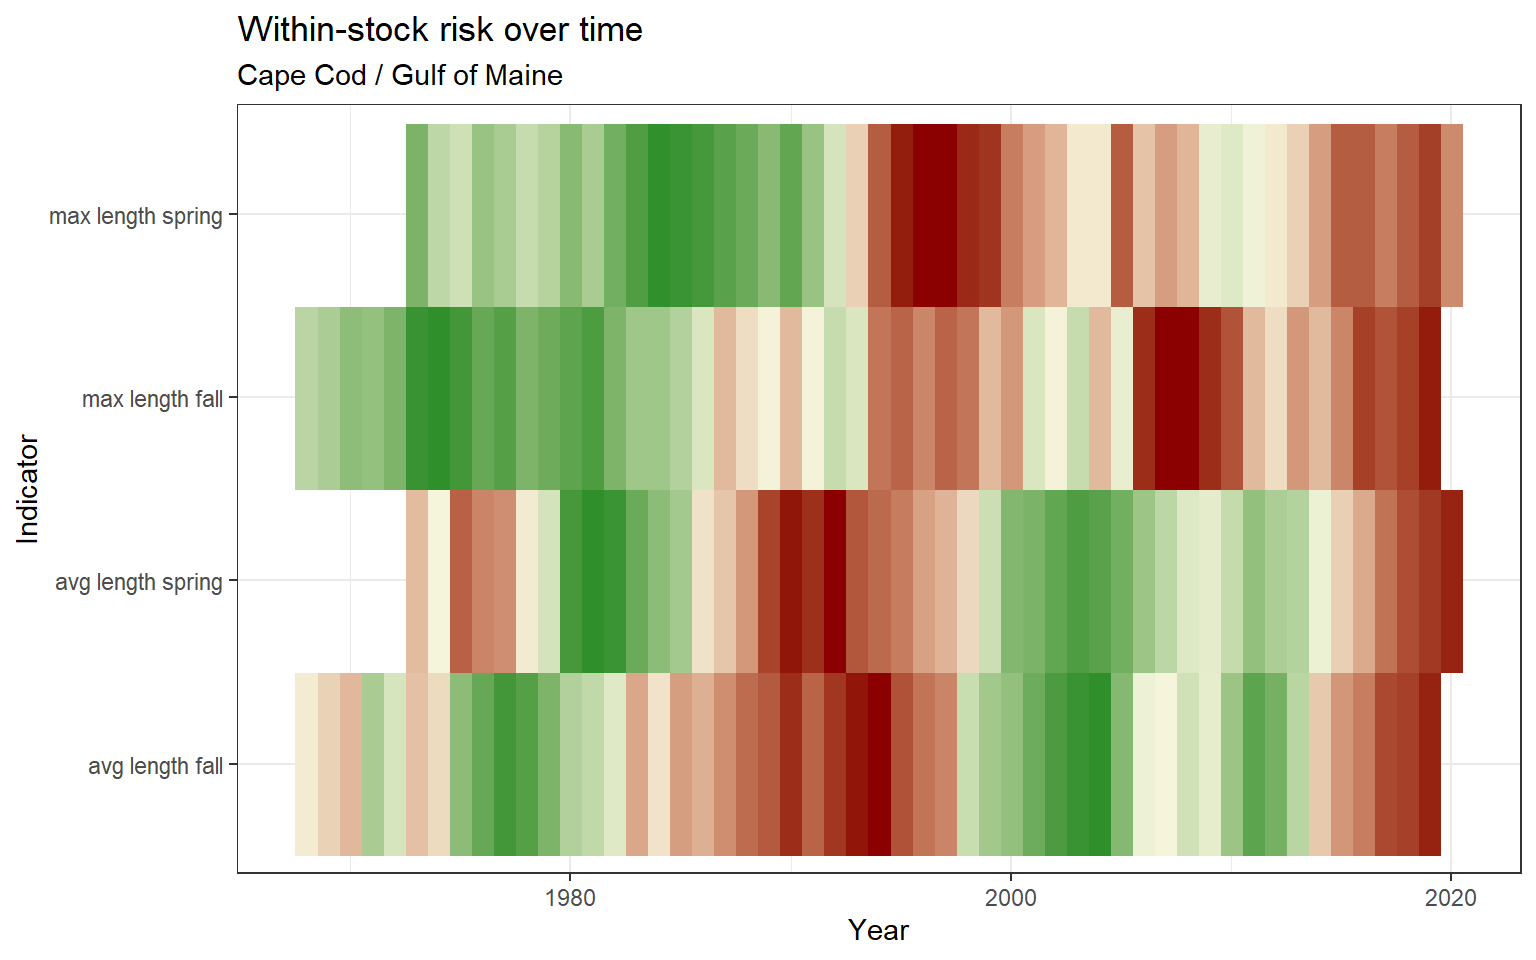 Within-stock risk over time
Cape Cod / Gulf of Maine
max length spring
max length fall
avg length spring
avg length fall
Indicator
1980
2000
2020
Year